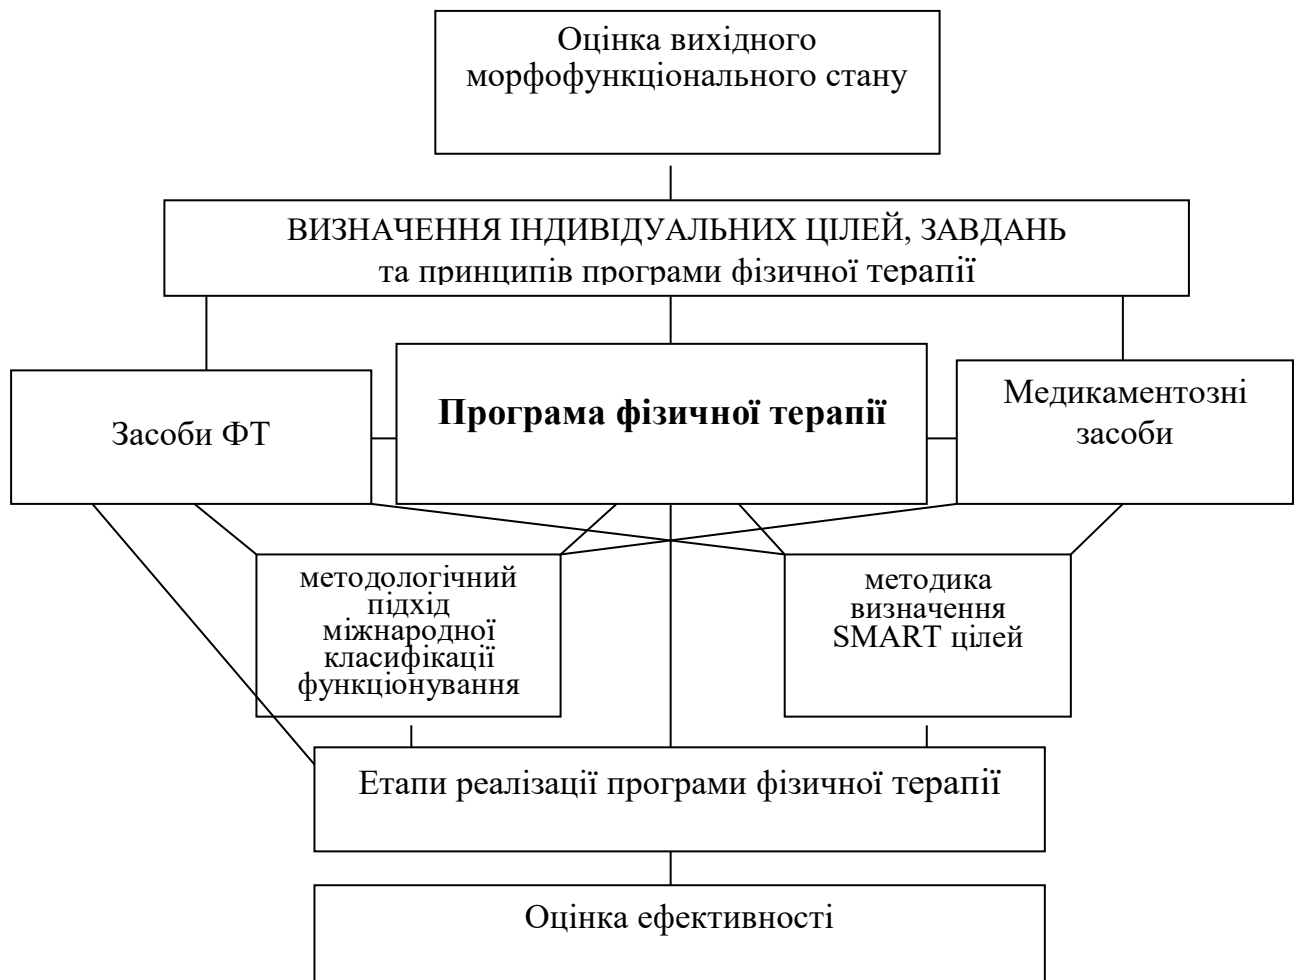 Оцінка вихідного
морфофункціонального стану
ВИЗНАЧЕННЯ ІНДИВІДУАЛЬНИХ ЦІЛЕЙ, ЗАВДАНЬ
та принципів програми фізичної терапії
Засоби ФТ
Програма фізичної терапії
Медикаментозні
засоби
методологічний
підхід
міжнародної
класифікації
функціонування
методика
визначення
SMART цілей
Етапи реалізації програми фізичної терапії
Оцінка ефективності